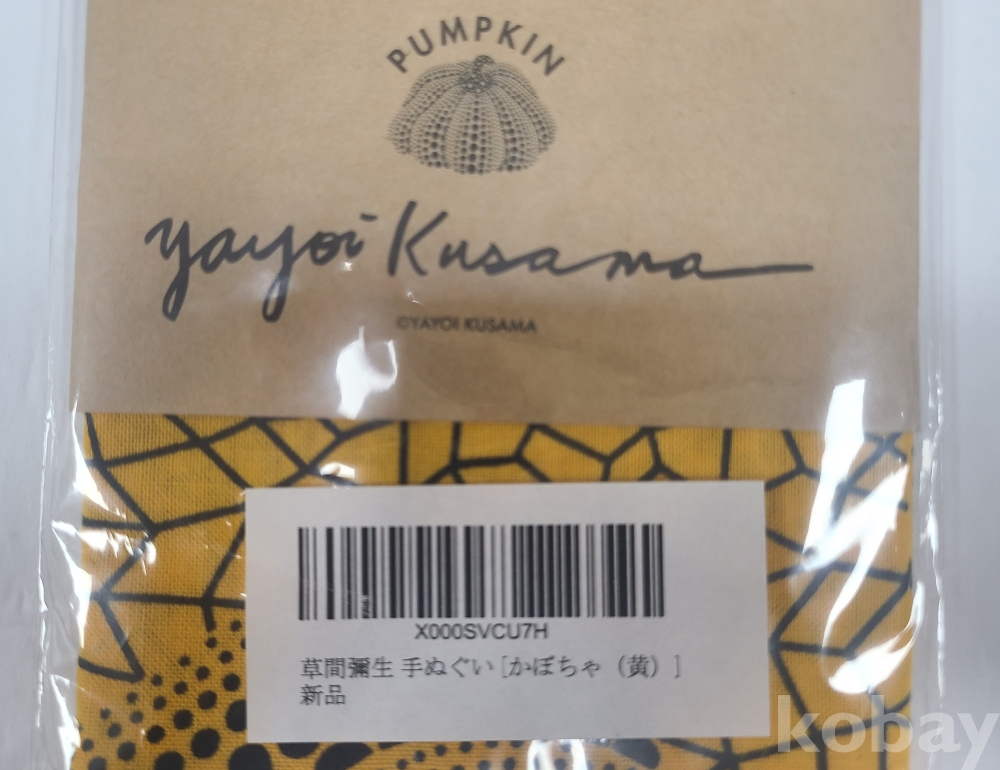 PUMPKIN
yayoi Kusama
©YAYOI KUSAMA
X000SVCU7H
草間彌生 手ぬぐい [かぼちゃ（黄）]
新品
kobay